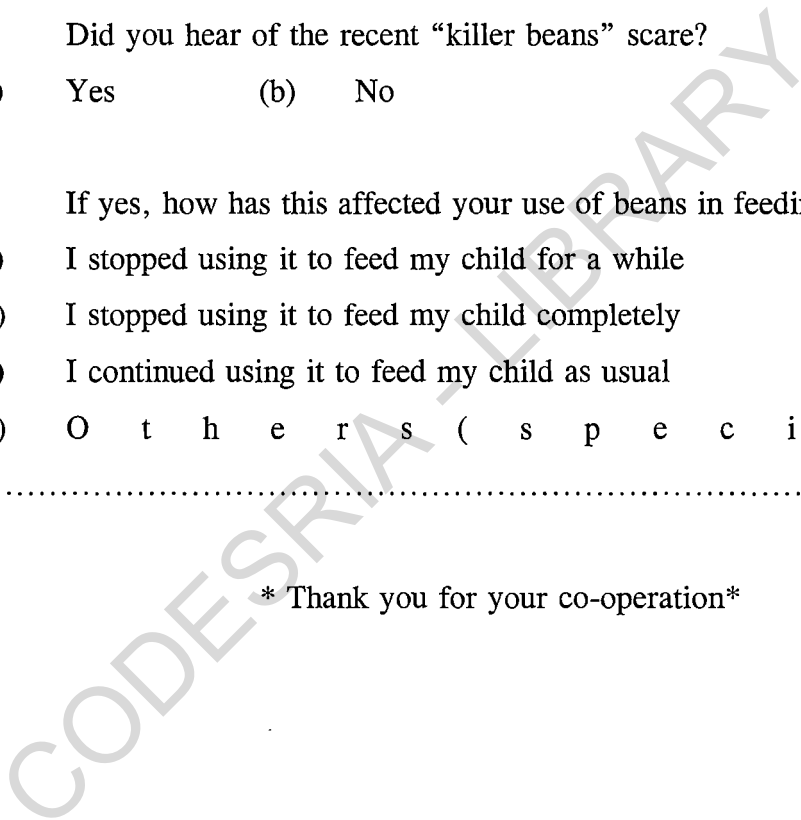 Did you hear of the recent “killer beans” scare?
) Yes (b) No
If yes, how has this affected your use of beans in
) I stopped using it to feed my child for a while
) I stopped using it to feed my child completely
) I continued using it to feed my child as usual
) O t h e r s ( s p e c i
................................................................................
* Thank you for your co-operation*
CODESRIA - LIBRARY